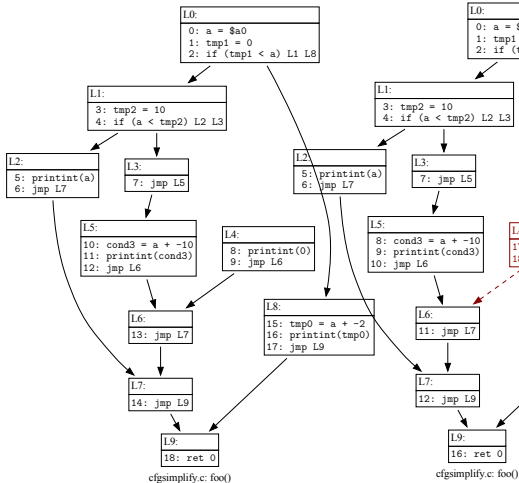 L0:
0: a = $a0
1: tmp1 = 0
2: if (tmp1 < a) L1 L8
L1:
3: tmp2 = 10
4: if (a < tmp2) L2 L3
L2:
5: printint(a)
6: jmp L7
L3:
7: jmp L5
L5:
10: cond3 = a + -10
11: printint(cond3)
12: jmp L6
L4:
8: printint(0)
9: jmp L6
L6:
13: jmp L7
L8:
15: tmp0 = a + -2
16: printint(tmp0)
17: jmp L9
L7:
14: jmp L9
L9:
18: ret 0
cfgsimplify.c: foo()
L0:
0: a = $
1: tmp1
2: if (t
L1:
3: tmp2 = 10
4: if (a < tmp2) L2 L3
L2:
5: printint(a)
6: jmp L7
L3:
7: jmp L5
L5:
8: cond3 = a + -10
9: printint(cond3)
10: jmp L6
L6:
11: jmp L7
L7:
12: jmp L9
L9:
16: ret 0
cfgsimplify.c: foo()